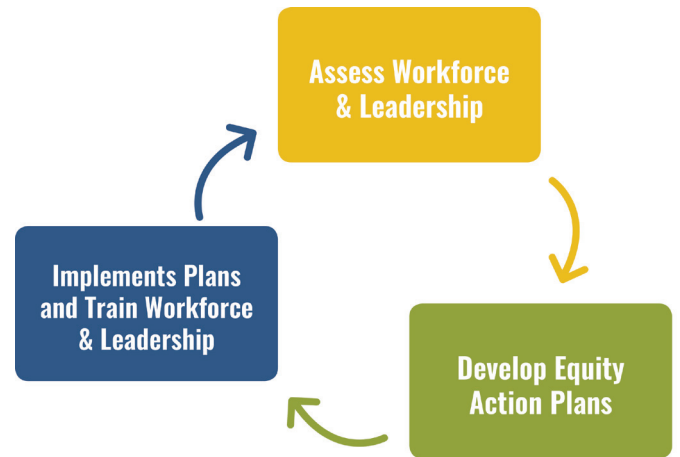 Assess Workforce
& Leadership
Implements Plans
and Train Workforce
& Leadership
Develop Equity
Action Plans